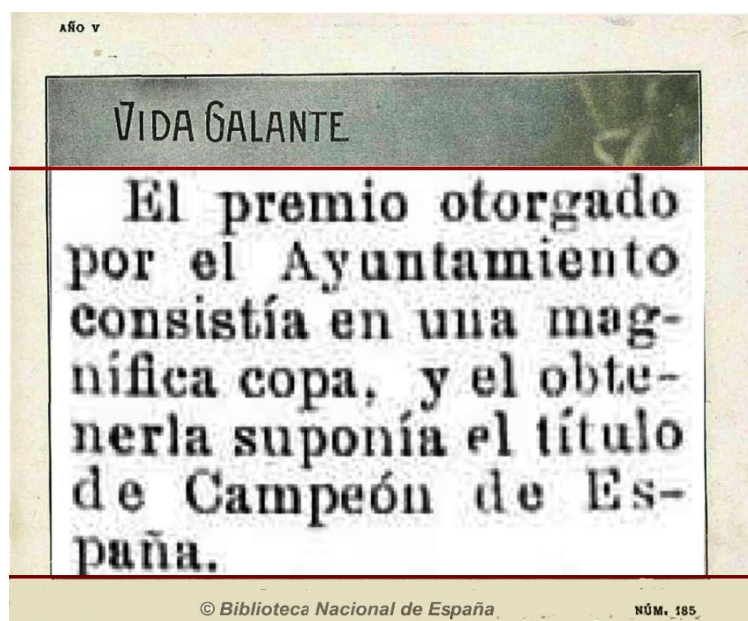 AÑO V
VIDA GALANTE
El premio otorgado
por el Ayuntamiento
consistía en una mag-
nífica copa, y el obte-
nerla suponía el título
de Campeón de Es-
paña.
© Biblioteca Nacional de España
NÚM. 185